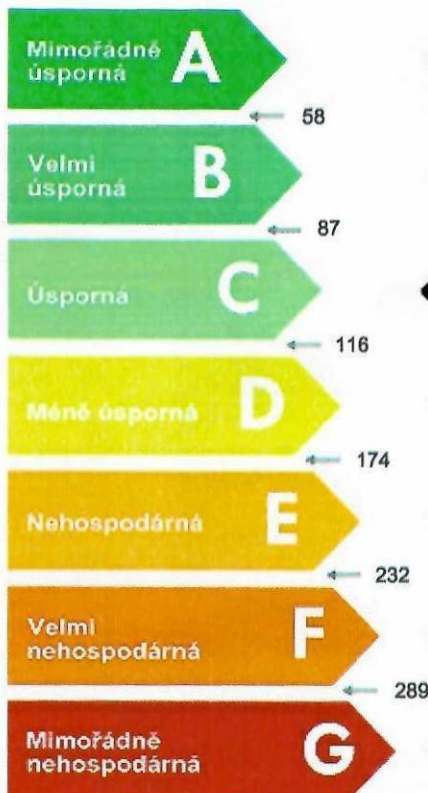 Mimořádně
úsporná
A
58
Velmi
úsporná
B
87
Úsporná
C
116
Méně úsporná
D
174
Nehospodárná
E
232
Velmi
nehospodárná
F
289
Mimořádně
nehospodárná
G